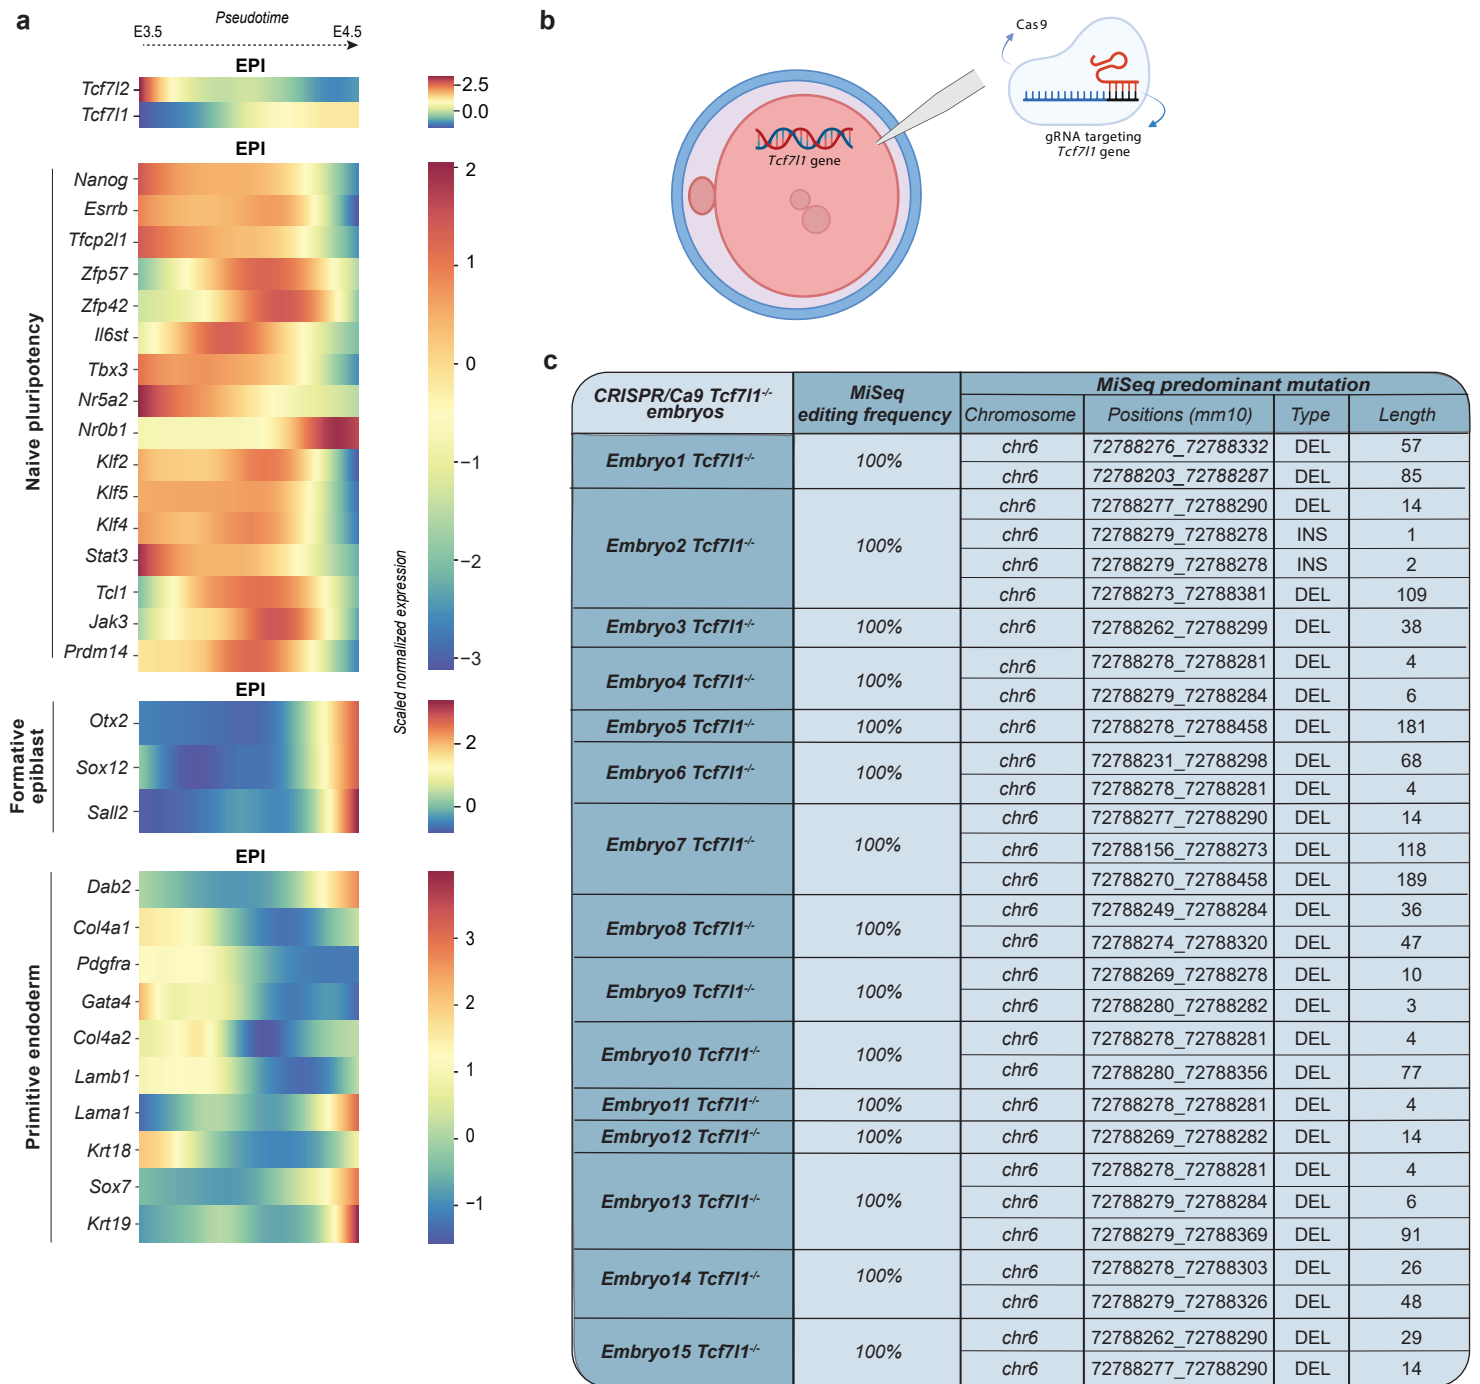 a
Pseudotime
E3.5 E4.5
EPI
Tcf7l2
Tcf7l1
2.5
0.0
EPI
Naive pluripotency
Nanog
Esrrb
Tfcp2l1
Zfp57
Zfp42
Il6st
Tbx3
Nr5a2
Nr0b1
Klf2
Klf5
Klf4
Stat3
Tcl1
Jak3
Prdm14
2
1
0
−1
−2
−3
Scaled normalized expression
EPI
Formative
epiblast
Otx2
Sox12
Sall2
2
0
EPI
Primitive endoderm
Dab2
Col4a1
Pdgfra
Gata4
Col4a2
Lamb1
Lama1
Krt18
Sox7
Krt19
3
2
1
0
−1
b
Cas9
Tcf7l1 gene
gRNA targeting
Tcf7l1 gene
c
CRISPR/Ca9 Tcf7l1-/-
embryos
MiSeq
editing frequency
MiSeq predominant mutation
Chromosome Positions (mm10) Type Length
Embryo1 Tcf7l1-/- 100% chr6 72788276_72788332 DEL 57
chr6 72788203_72788287 DEL 85
Embryo2 Tcf7l1-/- 100% chr6 72788277_72788290 DEL 14
chr6 72788279_72788278 INS 1
chr6 72788279_72788278 INS 2
chr6 72788273_72788381 DEL 109
Embryo3 Tcf7l1-/- 100% chr6 72788262_72788299 DEL 38
Embryo4 Tcf7l1-/- 100% chr6 72788278_72788281 DEL 4
chr6 72788279_72788284 DEL 6
Embryo5 Tcf7l1-/- 100% chr6 72788278_72788458 DEL 181
Embryo6 Tcf7l1-/- 100% chr6 72788231_72788298 DEL 68
chr6 72788278_72788281 DEL 4
Embryo7 Tcf7l1-/- 100% chr6 72788277_72788290 DEL 14
chr6 72788156_72788273 DEL 118
chr6 72788270_72788458 DEL 189
Embryo8 Tcf7l1-/- 100% chr6 72788249_72788284 DEL 36
chr6 72788274_72788320 DEL 47
Embryo9 Tcf7l1-/- 100% chr6 72788269_72788278 DEL 10
chr6 72788280_72788282 DEL 3
Embryo10 Tcf7l1-/- 100% chr6 72788278_72788281 DEL 4
chr6 72788280_72788356 DEL 77
Embryo11 Tcf7l1-/- 100% chr6 72788278_72788281 DEL 4
Embryo12 Tcf7l1-/- 100% chr6 72788269_72788282 DEL 14
Embryo13 Tcf7l1-/- 100% chr6 72788278_72788281 DEL 4
chr6 72788279_72788284 DEL 6
chr6 72788279_72788369 DEL 91
Embryo14 Tcf7l1-/- 100% chr6 72788278_72788303 DEL 26
chr6 72788279_72788326 DEL 48
Embryo15 Tcf7l1-/- 100% chr6 72788262_72788290 DEL 29
chr6 72788277_72788290 DEL 14